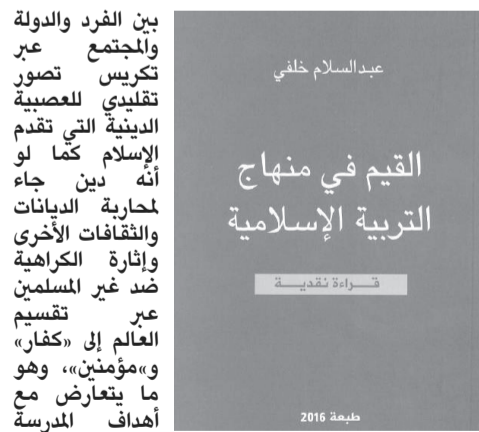 بين الفرد والدولة
والمجتمع عبر
تكريس تصور
تقليدي للعصبية
الدينية التي تقدم
الإسلام كما لو
أنه دين جاء
لمحاربة الديانات
والثقافات الأخرى
وإثارة الكراهية
ضد غير المسلمين
عبر تقسيم
العالم إلى «كفار»
و»مؤمنين»، وهو
ما يتعارض مع
أهداف المدرسة
عبدالسلام خلفي
القيم في منهاج
التربية الإسلامية
قـــراءة نقديـــة
طبعة 2016